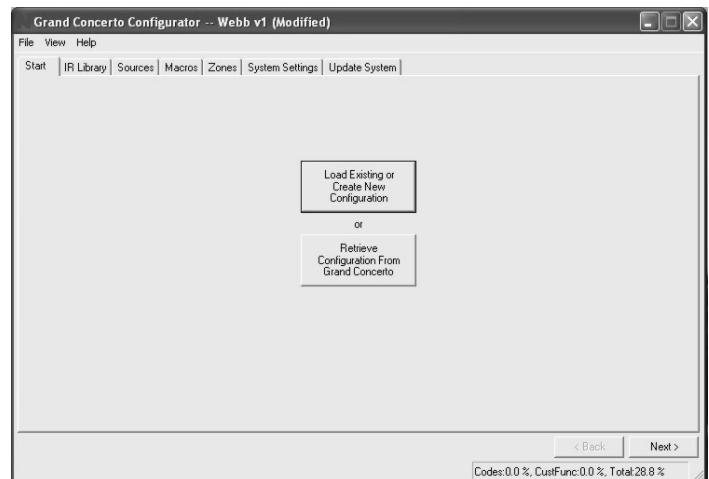 Grand Concerto Configurator -- Webb v1 (Modified)
File View Help
Start IR Library Sources Macros Zones System Settings Update System
Load Existing or
Create New
Configuration
or
Retrieve
Configuration From
Grand Concerto
< Back Next >
Codes:0.0 %, CustFunc:0.0 %, Total:28.8 %